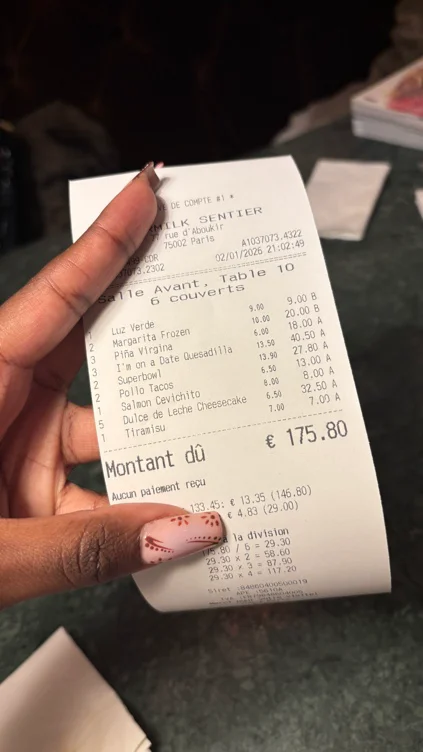 DE COMPTE #1 *
MILK SENTIER
rue d'Aboukir
75002 Paris
A1037073.4322
.2302 02/01/2026 21:02:49
Salle Avant, Table 10
6 couverts
1 Luz Verde 9.00 9.00 B
2 Margarita Frozen 10.00 20.00 B
3 Piña Virgina 6.00 18.00 A
3 I'm on a Date Quesadilla 13.50 40.50 A
2 Superbowl 13.90 27.80 A
2 Pollo Tacos 6.50 13.00 A
1 Salmon Cevichito 8.00 8.00 A
5 Dulce de Leche Cheesecake 6.50 32.50 A
1 Tiramisu 7.00 7.00 A
Montant dû € 175.80
Aucun paiement reçu
133.45: € 13.35 (146.80)
€ 4.83 (29.00)
la division
175.80 / 6 = 29.30
29.30 x 2 = 58.60
29.30 x 3 = 87.90
29.30 x 4 = 117.20